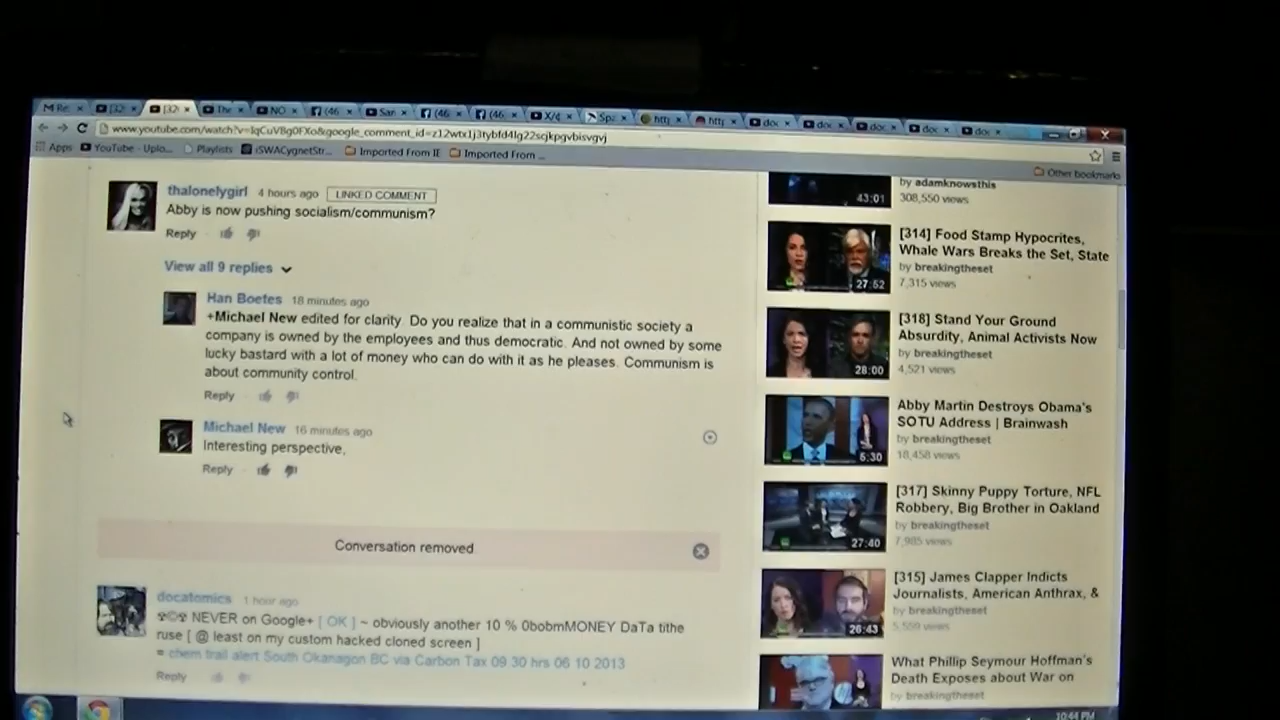 www.youtube.com/watch?v=lqCuV8g0FXo&google_comment_id=z12wtx1j3tybfd4lg22scjkpgvbisvgvj
Apps YouTube - Uplo... Playlists iSWACygnetStr... Imported From IE Imported From ...
Other bookmarks
thalonelygirl 4 hours ago LINKED COMMENT
Abby is now pushing socialism/communism?
Reply
View all 9 replies
Han Boetes 18 minutes ago
+Michael New edited for clarity. Do you realize that in a communistic society a
company is owned by the employees and thus democratic. And not owned by some
lucky bastard with a lot of money who can do with it as he pleases. Communism is
about community control.
Reply
Michael New 16 minutes ago
Interesting perspective,
Reply
Conversation removed
docatomics 1 hour ago
☢©☢ NEVER on Google+ [ OK ] ~ obviously another 10 % 0bobmMONEY DaTa tithe
ruse [ @ least on my custom hacked cloned screen ]
= chem trail alert South Okanagon BC via Carbon Tax 09 30 hrs 06 10 2013
Reply
43:01
by adamknowsthis
308,550 views
[314] Food Stamp Hypocrites,
Whale Wars Breaks the Set, State
by breakingtheset
7,315 views
27:52
[318] Stand Your Ground
Absurdity, Animal Activists Now
by breakingtheset
4,521 views
28:00
Abby Martin Destroys Obama's
SOTU Address | Brainwash
by breakingtheset
18,458 views
5:30
[317] Skinny Puppy Torture, NFL
Robbery, Big Brother in Oakland
by breakingtheset
7,985 views
27:40
[315] James Clapper Indicts
Journalists, American Anthrax, &
by breakingtheset
5,559 views
26:43
What Phillip Seymour Hoffman's
Death Exposes about War on
by breakingtheset
10:44 PM